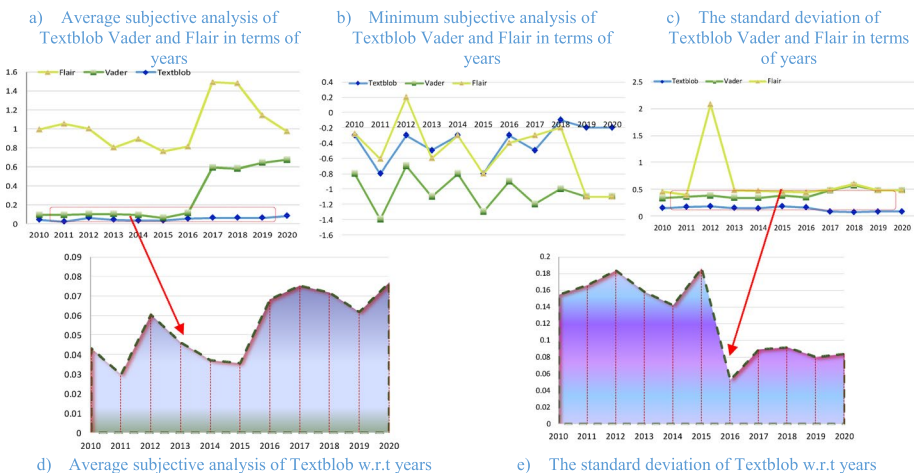 a) Average subjective analysis of
Textblob Vader and Flair in terms of
years
b) Minimum subjective analysis of
Textblob Vader and Flair in terms of
years
c) The standard deviation of
Textblob Vader and Flair in terms
of years
Flair Vader Textblob
1.6
1.4
1.2
1
0.8
0.6
0.4
0.2
0
2010 2011 2012 2013 2014 2015 2016 2017 2018 2019 2020
Textblob Vader Flair
0.4
0.2
0
-0.2
-0.4
-0.6
-0.8
-1
-1.2
-1.4
-1.6
2010 2011 2012 2013 2014 2015 2016 2017 2018 2019 2020
Textblob Vader Flair
2.5
2
1.5
1
0.5
0
2010 2011 2012 2013 2014 2015 2016 2017 2018 2019 2020
0.09
0.08
0.07
0.06
0.05
0.04
0.03
0.02
0.01
0
2010 2011 2012 2013 2014 2015 2016 2017 2018 2019 2020
0.2
0.18
0.16
0.14
0.12
0.1
0.08
0.06
0.04
0.02
0
2010 2011 2012 2013 2014 2015 2016 2017 2018 2019 2020
d) Average subjective analysis of Textblob w.r.t years
e) The standard deviation of Textblob w.r.t years